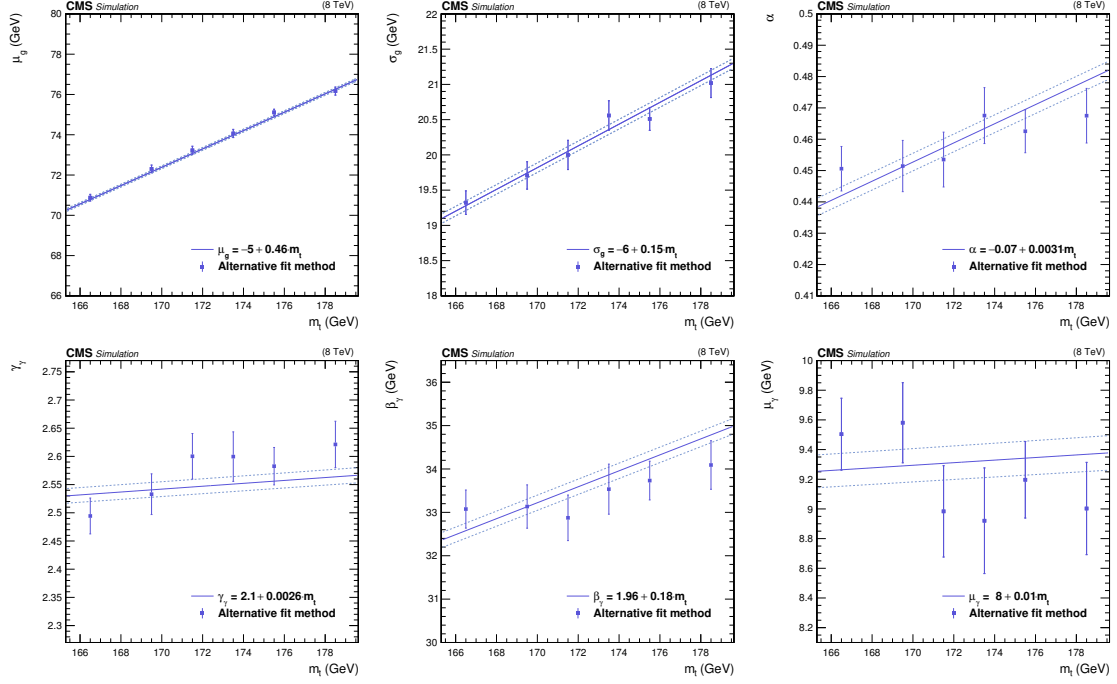 CMS Simulation (8 TeV)
μg (GeV)
80
78
76
74
72
70
68
66
μg = −5 + 0.46·mt
Alternative fit method
166 168 170 172 174 176 178
mt (GeV)
CMS Simulation (8 TeV)
σg (GeV)
22
21.5
21
20.5
20
19.5
19
18.5
18
σg = −6 + 0.15·mt
Alternative fit method
166 168 170 172 174 176 178
mt (GeV)
CMS Simulation (8 TeV)
α
0.5
0.49
0.48
0.47
0.46
0.45
0.44
0.43
0.42
0.41
α = −0.07 + 0.0031·mt
Alternative fit method
166 168 170 172 174 176 178
mt (GeV)
CMS Simulation (8 TeV)
γγ
2.75
2.7
2.65
2.6
2.55
2.5
2.45
2.4
2.35
2.3
γγ = 2.1 + 0.0026·mt
Alternative fit method
166 168 170 172 174 176 178
mt (GeV)
CMS Simulation (8 TeV)
βγ (GeV)
36
35
34
33
32
31
30
βγ = 1.96 + 0.18·mt
Alternative fit method
166 168 170 172 174 176 178
mt (GeV)
CMS Simulation (8 TeV)
μγ (GeV)
10
9.8
9.6
9.4
9.2
9
8.8
8.6
8.4
8.2
μγ = 8 + 0.01·mt
Alternative fit method
166 168 170 172 174 176 178
mt (GeV)